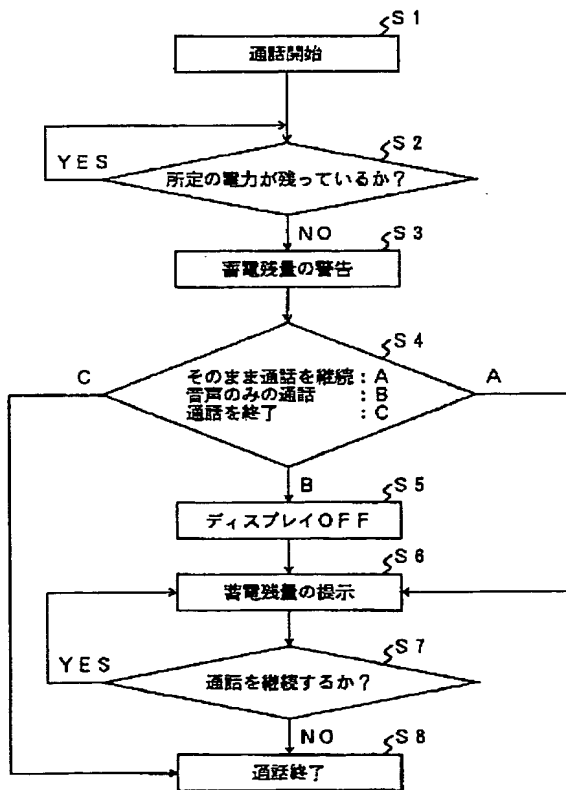 S1
通話開始
S2
YES
所定の電力が残っているか?
NO
S3
蓄電残量の警告
S4
C
A
そのまま通話を継続:A
音声のみの通話 :B
通話を終了 :C
B
S5
ディスプレイOFF
S6
蓄電残量の提示
S7
YES
通話を継続するか?
NO
S8
通話終了